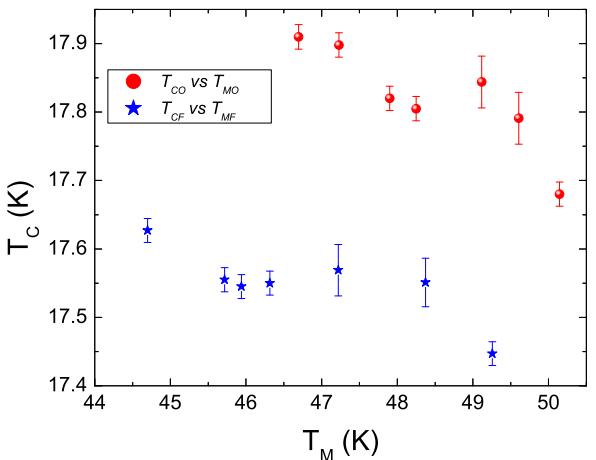 17.9
17.8
17.7
17.6
17.5
17.4
T_CO vs T_MO
T_CF vs T_MF
T_C (K)
44 45 46 47 48 49 50
T_M (K)